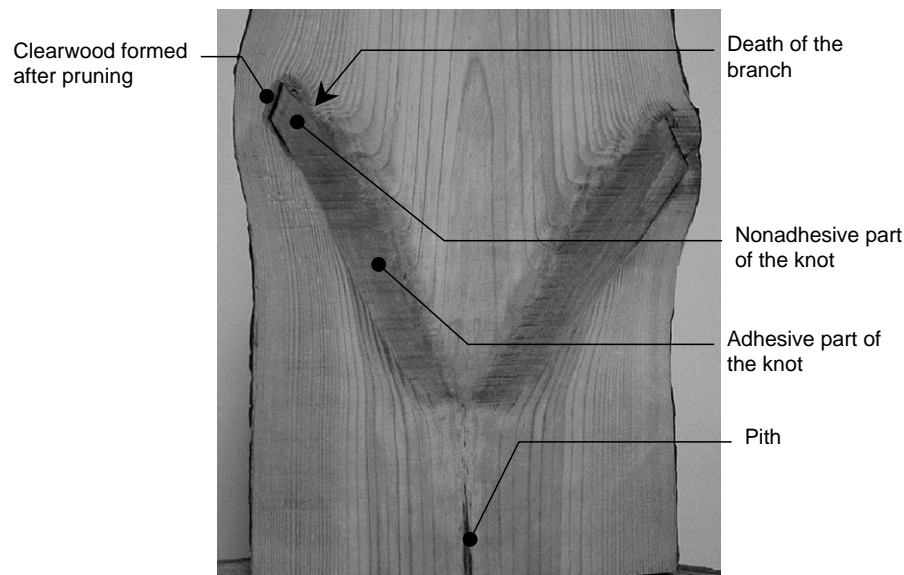 Clearwood formed
after pruning
Death of the
branch
Nonadhesive part
of the knot
Adhesive part of
the knot
Pith